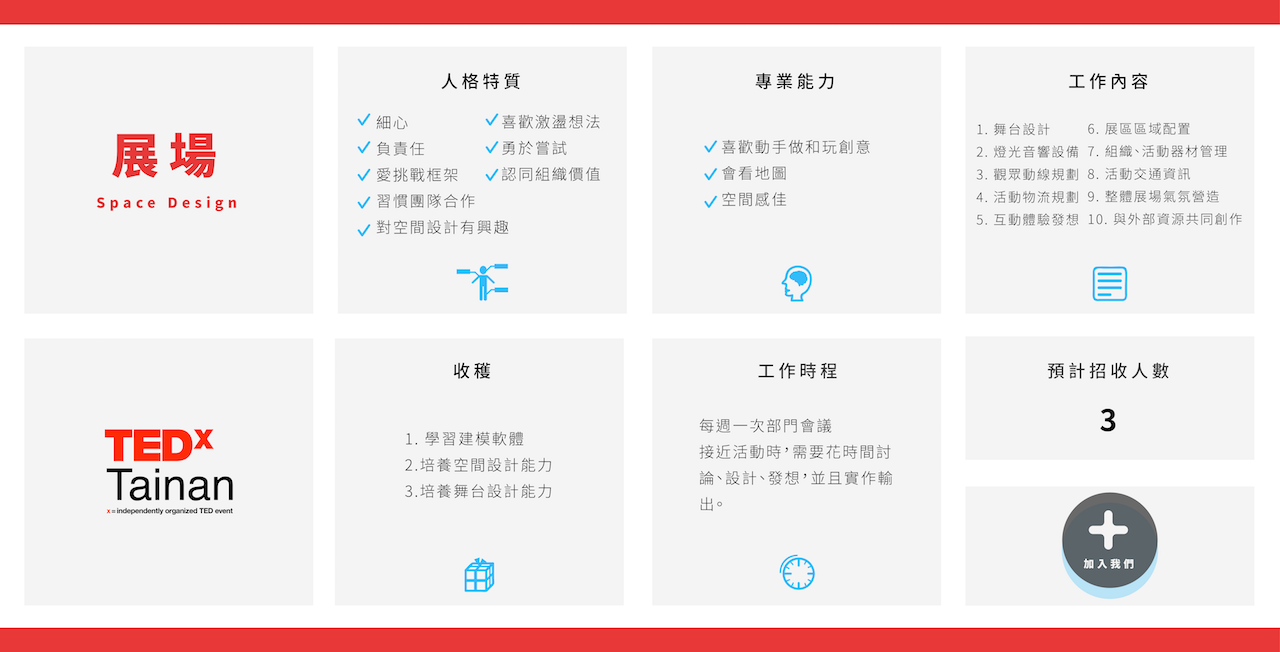 展場
Space Design
人格特質
細心
負責任
愛挑戰框架
習慣團隊合作
對空間設計有興趣
喜歡激盪想法
勇於嘗試
認同組織價值
專業能力
喜歡動手做和玩創意
會看地圖
空間感佳
工作內容
1. 舞台設計
2. 燈光音響設備
3. 觀眾動線規劃
4. 活動物流規劃
5. 互動體驗發想
6. 展區區域配置
7. 組織、活動器材管理
8. 活動交通資訊
9. 整體展場氣氛營造
10. 與外部資源共同創作
TEDx
Tainan
x = independently organized TED event
收穫
1. 學習建模軟體
2.培養空間設計能力
3.培養舞台設計能力
工作時程
每週一次部門會議
接近活動時，需要花時間討
論、設計、發想，並且實作輸
出。
預計招收人數
3
加入我們